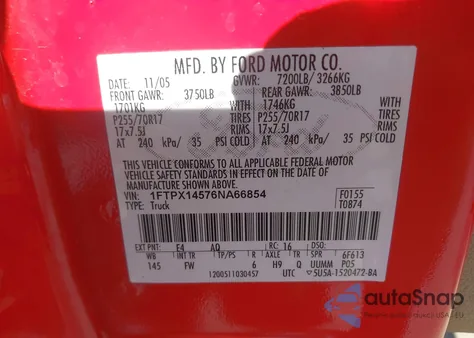 MFD. BY FORD MOTOR CO.
DATE: 11/05 GVWR: 7200LB/ 3266KG
FRONT GAWR: 3750LB REAR GAWR: 3850LB
1701KG WITH 1746KG WITH
P255/70R17 TIRES P255/70R17 TIRES
17x7.5J RIMS 17x7.5J RIMS
AT 240 kPa/ 35 PSI COLD AT 240 kPa/ 35 PSI COLD
THIS VEHICLE CONFORMS TO ALL APPLICABLE FEDERAL MOTOR
VEHICLE SAFETY STANDARDS IN EFFECT ON THE DATE OF
MANUFACTURE SHOWN ABOVE.
VIN: 1FTPX14576NA66854 F0155
TYPE: Truck T0874
EXT PNT: E4 AQ RC: 16 DSO:
WB INT TR TP/PS R AXLE TR SPR 6F613
145 FW 6 H9 Q UUMM P05
1200511030457 UTC 5U5A-1520472-BA
autoSnap